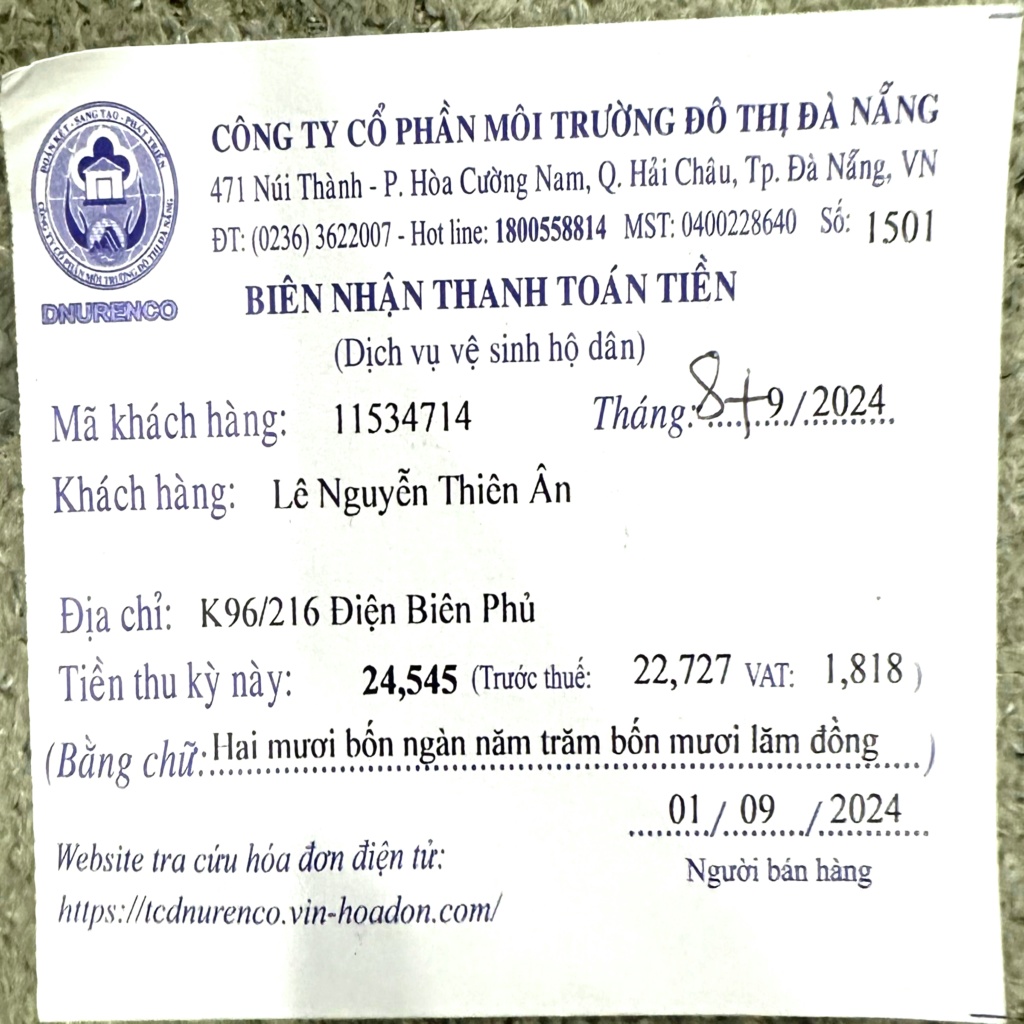 ĐOÀN KẾT - SÁNG TẠO - PHÁT TRIỂN
CÔNG TY CỔ PHẦN MÔI TRƯỜNG ĐÔ THỊ ĐÀ NẴNG
DNURENCO
CÔNG TY CỔ PHẦN MÔI TRƯỜNG ĐÔ THỊ ĐÀ NẴNG
471 Núi Thành - P. Hòa Cường Nam, Q. Hải Châu, Tp. Đà Nẵng, VN
ĐT: (0236) 3622007 - Hot line: 1800558814 MST: 0400228640 Số: 1501
BIÊN NHẬN THANH TOÁN TIỀN
(Dịch vụ vệ sinh hộ dân)
Mã khách hàng: 11534714 Tháng: 8+9/2024
Khách hàng: Lê Nguyễn Thiên Ân
Địa chỉ: K96/216 Điện Biên Phủ
Tiền thu kỳ này: 24,545 (Trước thuế: 22,727 VAT: 1,818 )
(Bằng chữ: Hai mươi bốn ngàn năm trăm bốn mươi lăm đồng )
01 / 09 / 2024
Người bán hàng
Website tra cứu hóa đơn điện tử:
https://tcdnurenco.vin-hoadon.com/